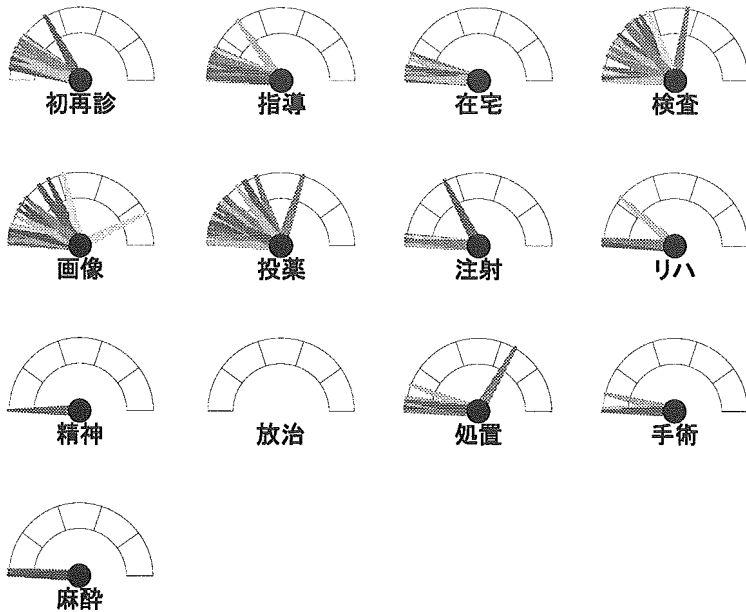 初再診 指導 在宅 検査
画像 投薬 注射 リハ
精神 放治 処置 手術
麻酔